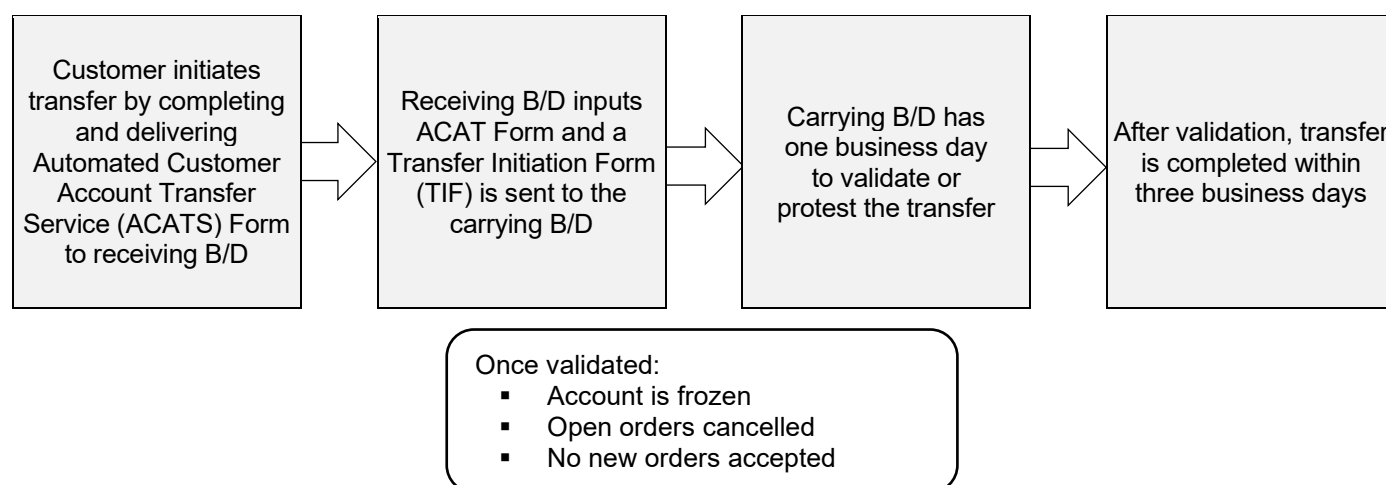 Customer initiates
transfer by completing
and delivering
Automated Customer
Account Transfer
Service (ACATS) Form
to receiving B/D
Receiving B/D inputs
ACAT Form and a
Transfer Initiation Form
(TIF) is sent to the
carrying B/D
Carrying B/D has
one business day
to validate or
protest the transfer
After validation, transfer
is completed within
three business days
Once validated:
▪ Account is frozen
▪ Open orders cancelled
▪ No new orders accepted